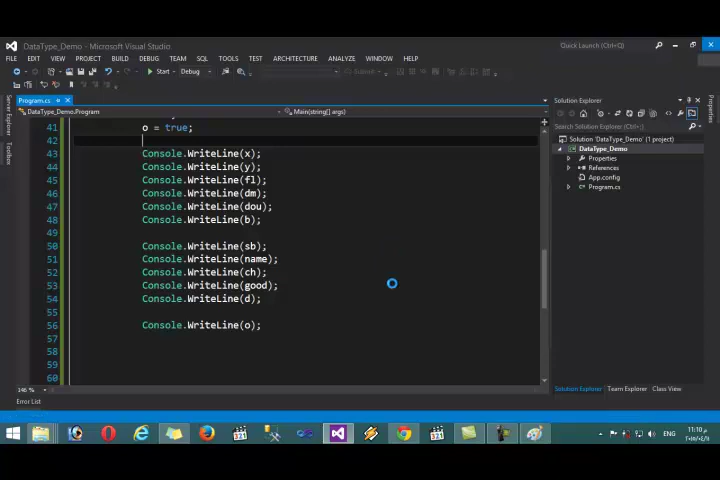 DataType_Demo - Microsoft Visual Studio
Quick Launch (Ctrl+Q)
FILE EDIT VIEW PROJECT BUILD DEBUG TEAM SQL TOOLS TEST ARCHITECTURE ANALYZE WINDOW HELP
Start Debug
Server Explorer
Toolbox
Program.cs
DataType_Demo.Program
Main(string[] args)
41 o = true;
42
43 Console.WriteLine(x);
44 Console.WriteLine(y);
45 Console.WriteLine(fl);
46 Console.WriteLine(dm);
47 Console.WriteLine(dou);
48 Console.WriteLine(b);
49
50 Console.WriteLine(sb);
51 Console.WriteLine(name);
52 Console.WriteLine(ch);
53 Console.WriteLine(good);
54 Console.WriteLine(d);
55
56 Console.WriteLine(o);
57
58
59
60
146 %
Error List
Solution Explorer
Search Solution Explorer (Ctrl+;)
Solution 'DataType_Demo' (1 project)
DataType_Demo
Properties
References
App.config
Program.cs
Solution Explorer Team Explorer Class View
Properties
ENG
11:10 م